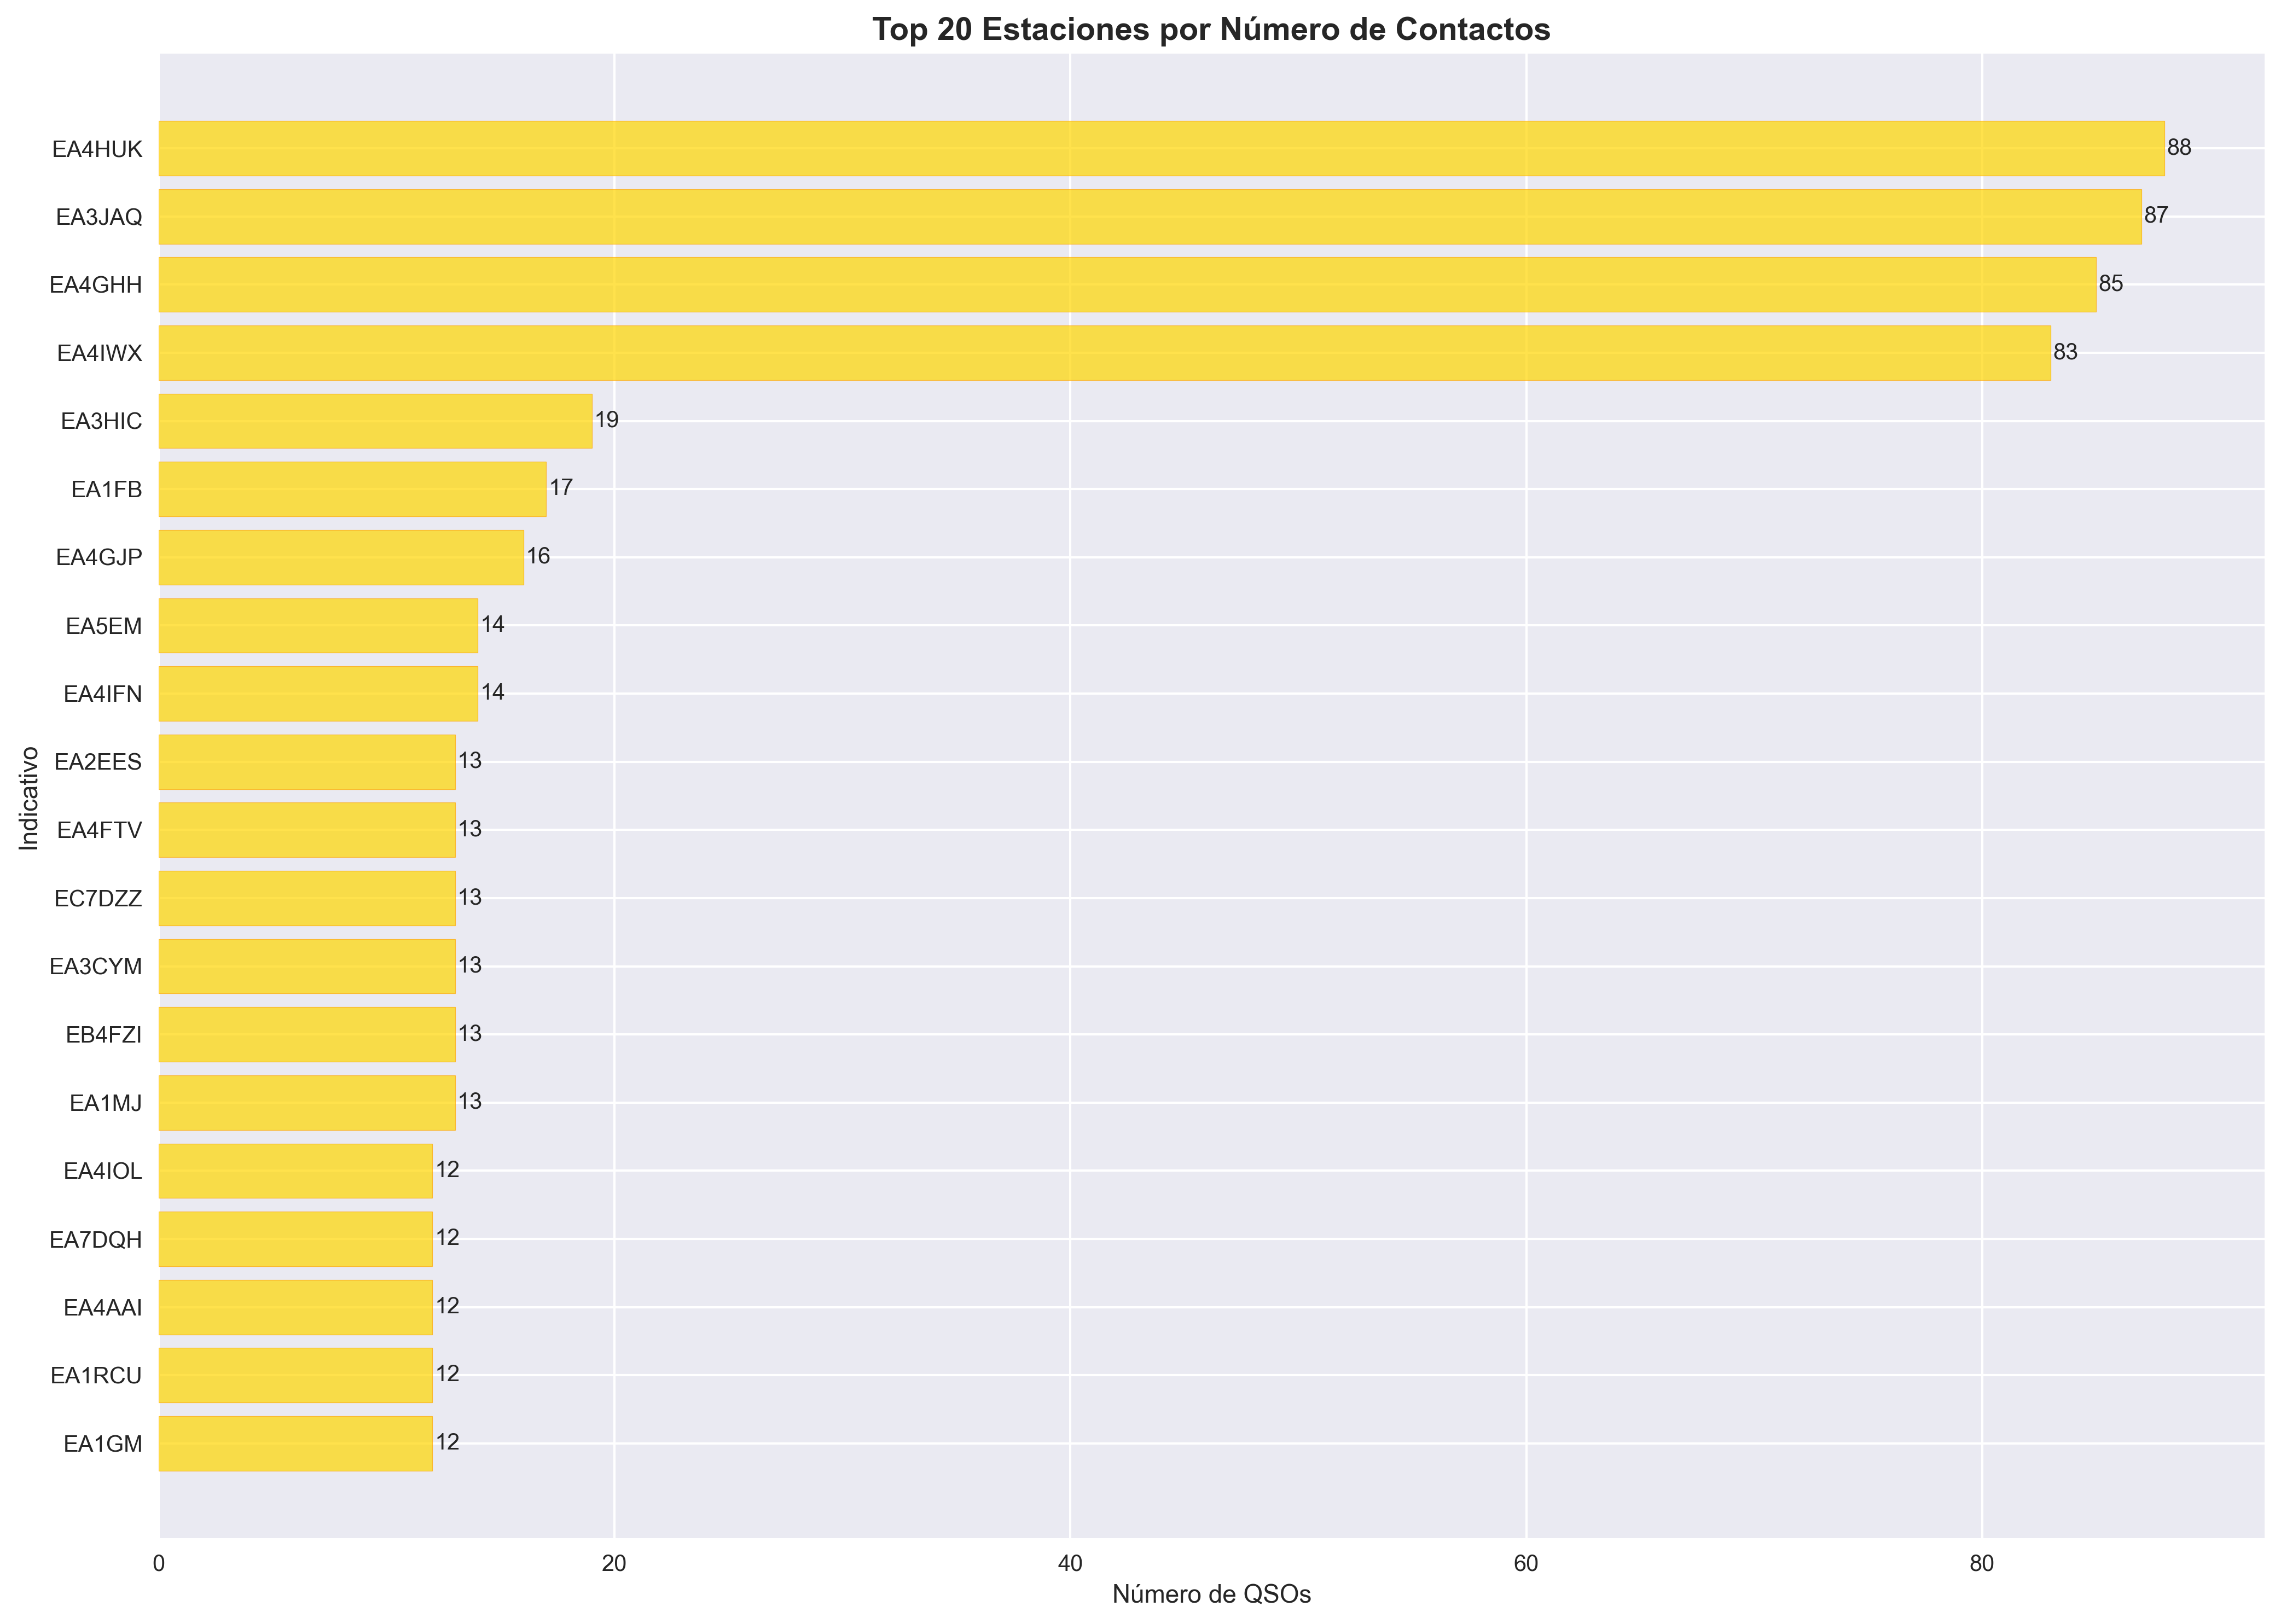 Top 20 Estaciones por Número de Contactos
Indicativo
EA4HUK 88
EA3JAQ 87
EA4GHH 85
EA4IWX 83
EA3HIC 19
EA1FB 17
EA4GJP 16
EA5EM 14
EA4IFN 14
EA2EES 13
EA4FTV 13
EC7DZZ 13
EA3CYM 13
EB4FZI 13
EA1MJ 13
EA4IOL 12
EA7DQH 12
EA4AAI 12
EA1RCU 12
EA1GM 12
0 20 40 60 80
Número de QSOs